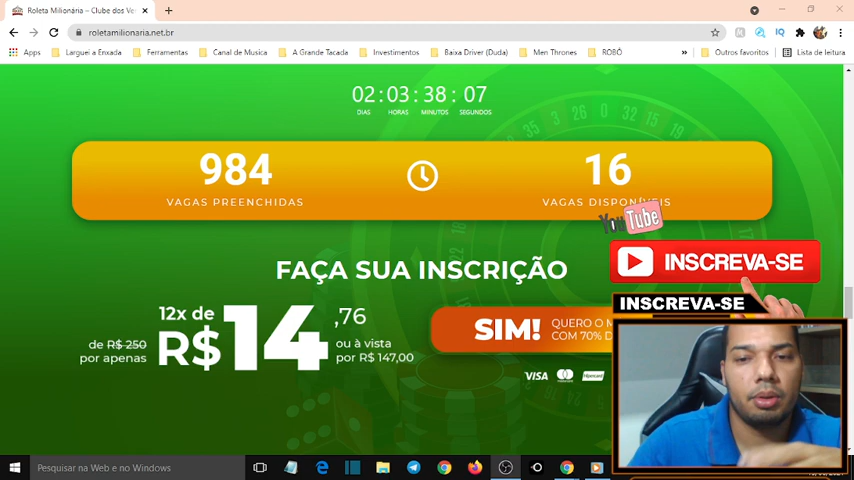 Roleta Milionária – Clube dos Ve
roletamilionaria.net.br
Apps
Larguei a Enxada
Ferramentas
Canal de Musica
A Grande Tacada
Investimentos
Baixa Driver (Duda)
Men Thrones
ROBÔ
»
Outros favoritos
Lista de leitura
02:03:38:07
DIAS HORAS MINUTOS SEGUNDOS
984
16
VAGAS PREENCHIDAS
VAGAS DISPONÍVEIS
YouTube
INSCREVA-SE
INSCREVA-SE
FAÇA SUA INSCRIÇÃO
12x de
R$14,76
de R$ 250
por apenas
ou à vista
por R$ 147,00
SIM!
QUERO O M
COM 70% D
VISA
mastercard
Hipercard
Pesquisar na Web e no Windows